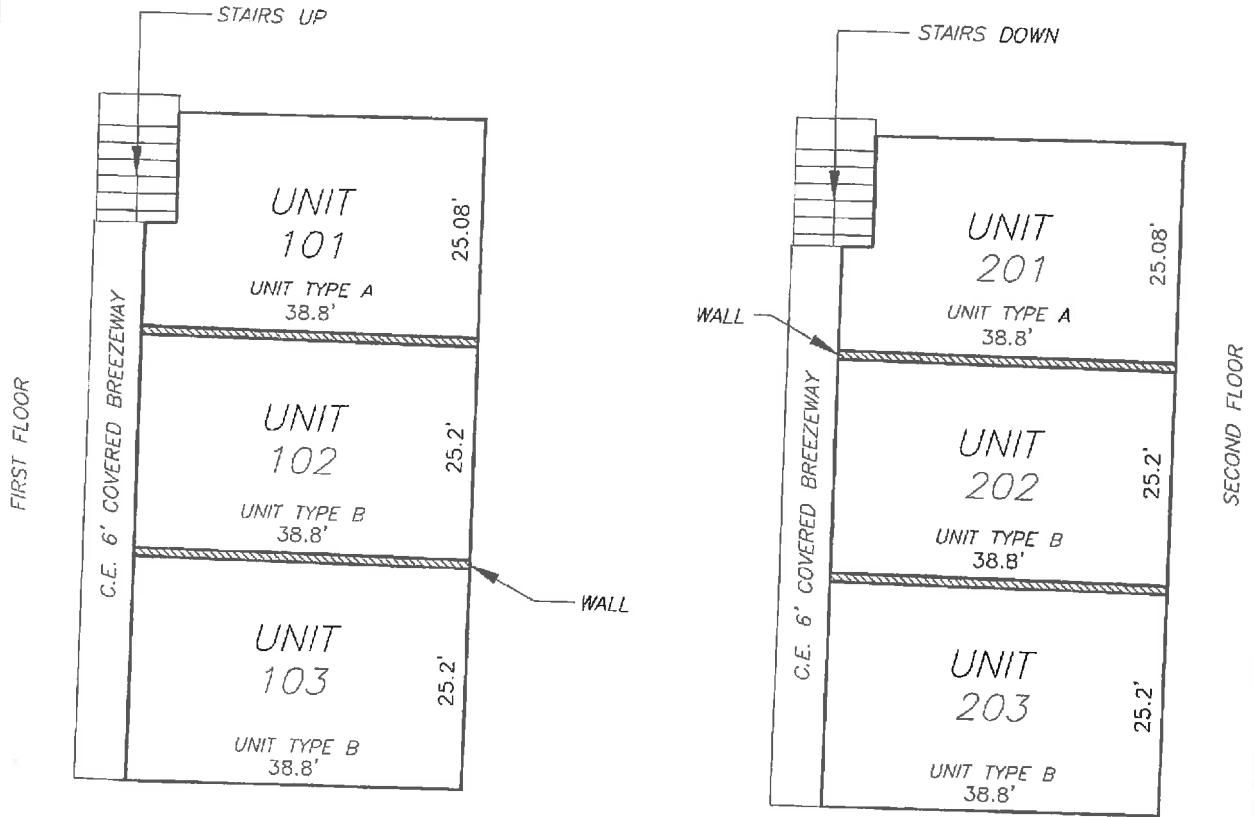 STAIRS UP
UNIT
101
25.08'
UNIT TYPE A
38.8'
UNIT
102
25.2'
UNIT TYPE B
38.8'
WALL
UNIT
103
25.2'
UNIT TYPE B
38.8'
C.E. 6' COVERED BREEZEWAY
FIRST FLOOR
STAIRS DOWN
UNIT
201
25.08'
UNIT TYPE A
38.8'
WALL
UNIT
202
25.2'
UNIT TYPE B
38.8'
UNIT
203
25.2'
UNIT TYPE B
38.8'
C.E. 6' COVERED BREEZEWAY
SECOND FLOOR